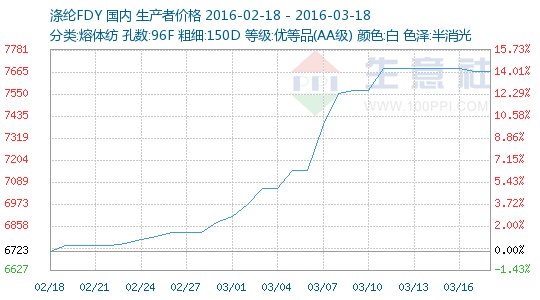 涤纶FDY 国内 生产者价格 2016-02-18 - 2016-03-18
分类:熔体纺 孔数:96F 粗细:150D 等级:优等品(AA级) 颜色:白 色泽:半消光
7781 15.73%
7665 14.01%
7550 12.29%
7435 10.58%
7319 8.86%
7204 7.15%
7089 5.43%
6973 3.72%
6858 2.00%
6723 0.00%
6627 -1.43%
02/18 02/21 02/24 02/27 03/01 03/04 03/07 03/10 03/13 03/16
PPI 生意社
WWW.100PPI.COM